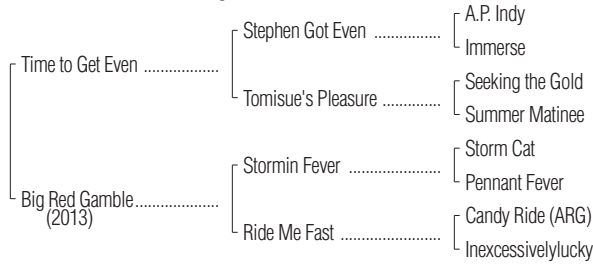 A.P. Indy
Stephen Got Even ................
Immerse
Time to Get Even ..................
Seeking the Gold
Tomisue's Pleasure ..............
Summer Matinee
Storm Cat
Stormin Fever ......................
Pennant Fever
Big Red Gamble....................
(2013)
Candy Ride (ARG)
Ride Me Fast ........................
Inexcessivelylucky